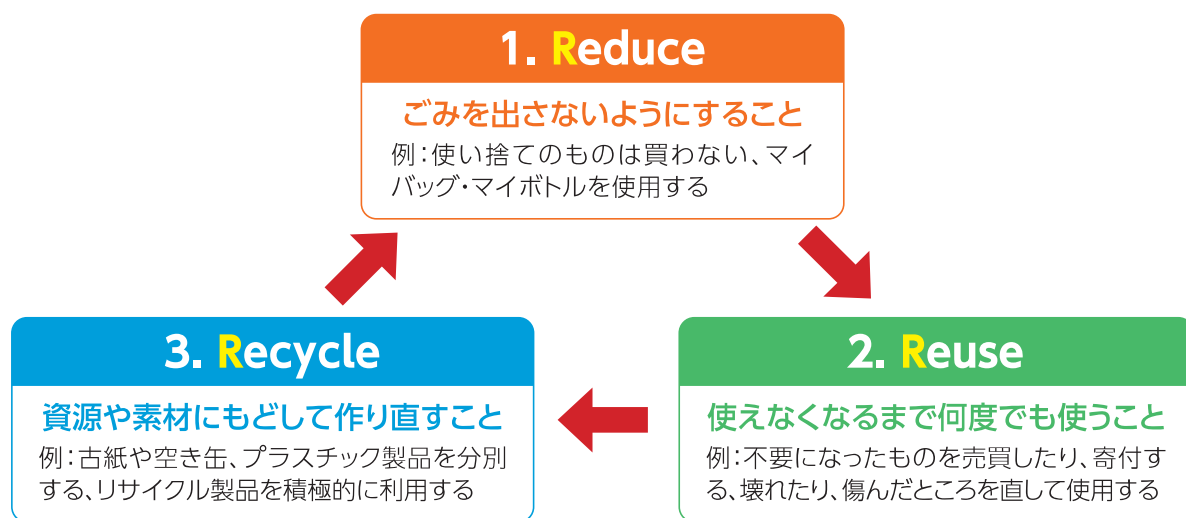 1. Reduce
ごみを出さないようにすること
例：使い捨てのものは買わない、マイ
バッグ・マイボトルを使用する
3. Recycle
資源や素材にもどして作り直すこと
例：古紙や空き缶、プラスチック製品を分別
する、リサイクル製品を積極的に利用する
2. Reuse
使えなくなるまで何度でも使うこと
例：不要になったものを売買したり、寄付す
る、壊れたり、傷んだところを直して使用する